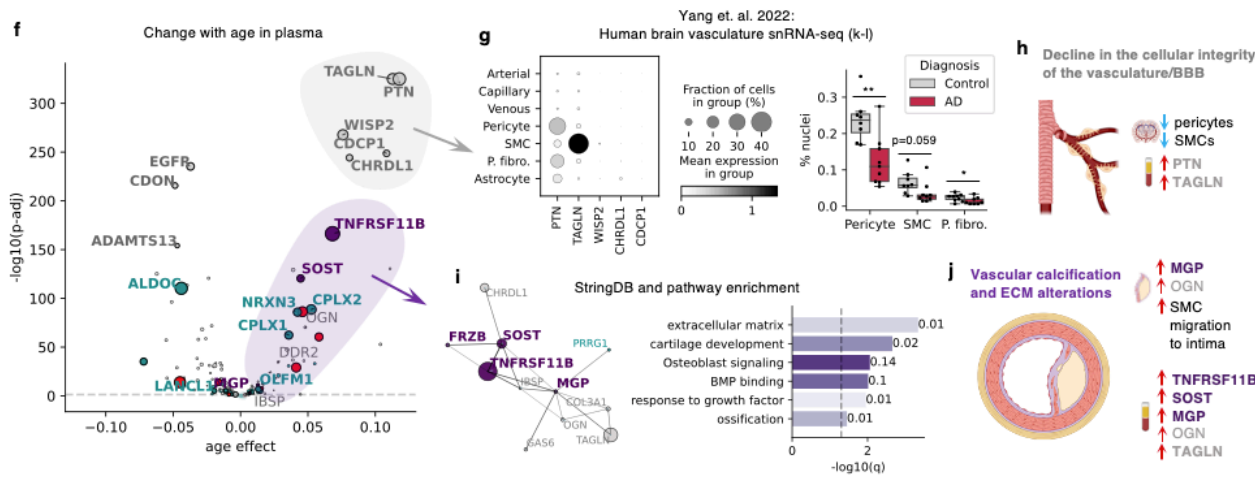 f
Change with age in plasma
-log10(p-adj)
300
250
200
150
100
50
0
−0.10
−0.05
0.00
0.05
0.10
age effect
TAGLN
PTN
WISP2
CDCP1
CHRDL1
EGFR
CDON
ADAMTS13
ALDOC
TNFRSF11B
SOST
NRXN3
CPLX2
OGN
CPLX1
DDR2
LANCL1
MGP
OLFM1
IBSP
Yang et. al. 2022:
Human brain vasculature snRNA-seq (k-l)
g
Arterial
Capillary
Venous
Pericyte
SMC
P. fibro.
Astrocyte
PTN
TAGLN
WISP2
CHRDL1
CDCP1
Fraction of cells
in group (%)
10 20 30 40
Mean expression
in group
0 1
Diagnosis
Control
AD
% nuclei
0.3
0.2
0.1
0.0
**
p=0.059
*
Pericyte
SMC
P. fibro.
h
Decline in the cellular integrity
of the vasculature/BBB
pericytes
SMCs
PTN
TAGLN
i
StringDB and pathway enrichment
CHRDL1
FRZB
SOST
PRRG1
TNFRSF11B
IBSP
MGP
COL3A1
OGN
TAGLN
GAS6
extracellular matrix
0.01
cartilage development
0.02
Osteoblast signaling
0.14
BMP binding
0.1
response to growth factor
0.01
ossification
0.01
0
2
-log10(q)
j
Vascular calcification
and ECM alterations
MGP
OGN
SMC
migration
to intima
TNFRSF11B
SOST
MGP
OGN
TAGLN